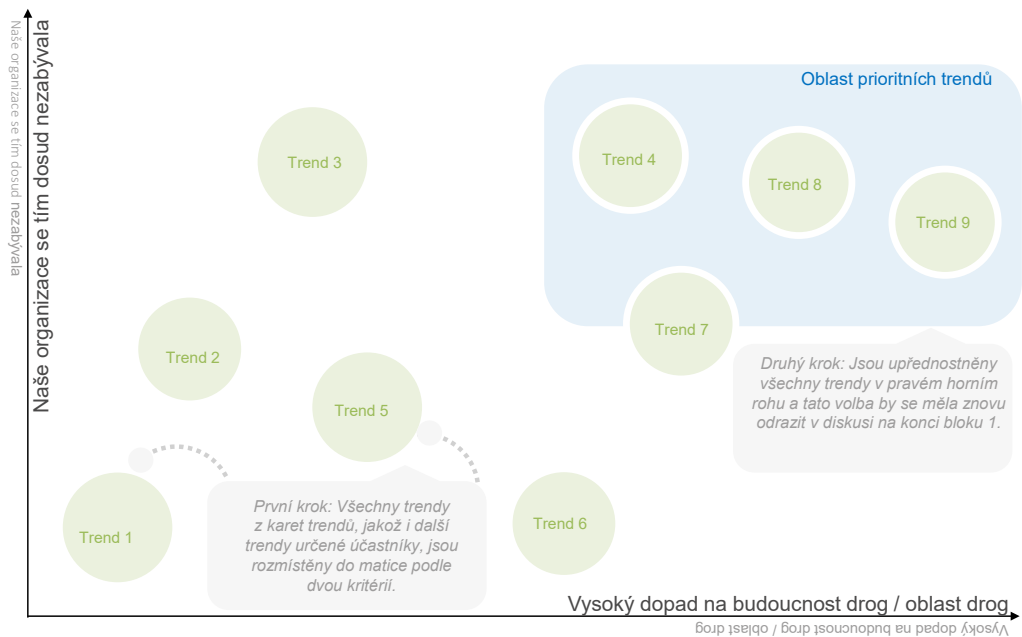 Naše organizace se tím dosud nezabývala
Naše organizace se tím dosud nezabývala
Oblast prioritních trendů
Trend 3
Trend 4
Trend 8
Trend 9
Trend 2
Trend 7
Trend 5
Druhý krok: Jsou upřednostněny
všechny trendy v pravém horním
rohu a tato volba by se měla znovu
odrazit v diskusi na konci bloku 1.
Trend 1
Trend 6
První krok: Všechny trendy
z karet trendů, jakož i další
trendy určené účastníky, jsou
rozmístěny do matice podle
dvou kritérií.
Vysoký dopad na budoucnost drog / oblast drog
Vysoký dopad na budoucnost drog / oblast drog